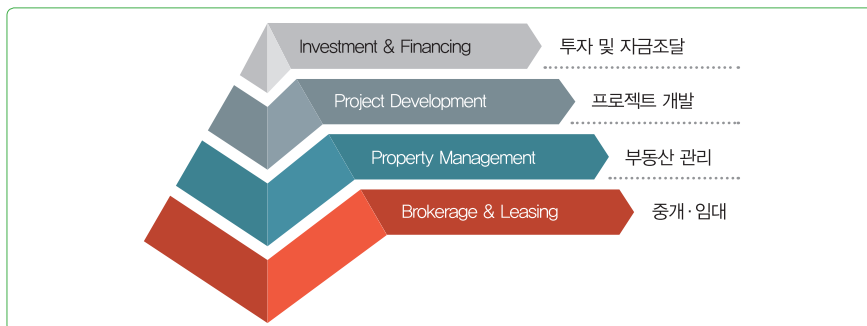 Investment & Financing 투자 및 자금조달
Project Development 프로젝트 개발
Property Management 부동산 관리
Brokerage & Leasing 중개·임대